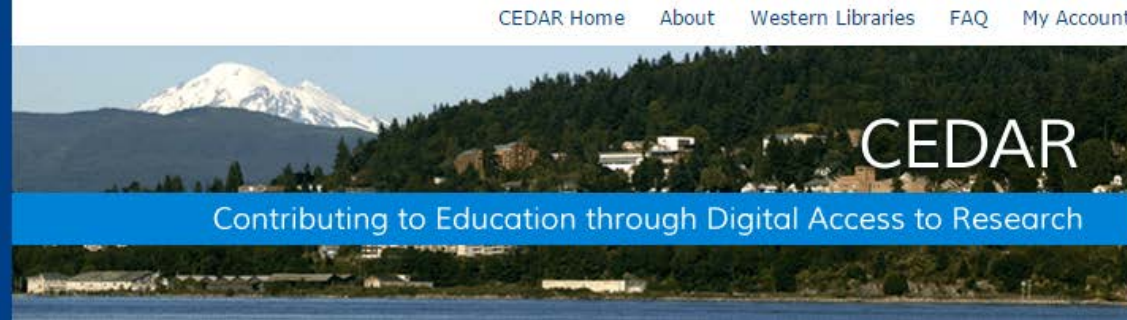 CEDAR Home About Western Libraries FAQ My Account
CEDAR
Contributing to Education through Digital Access to Research